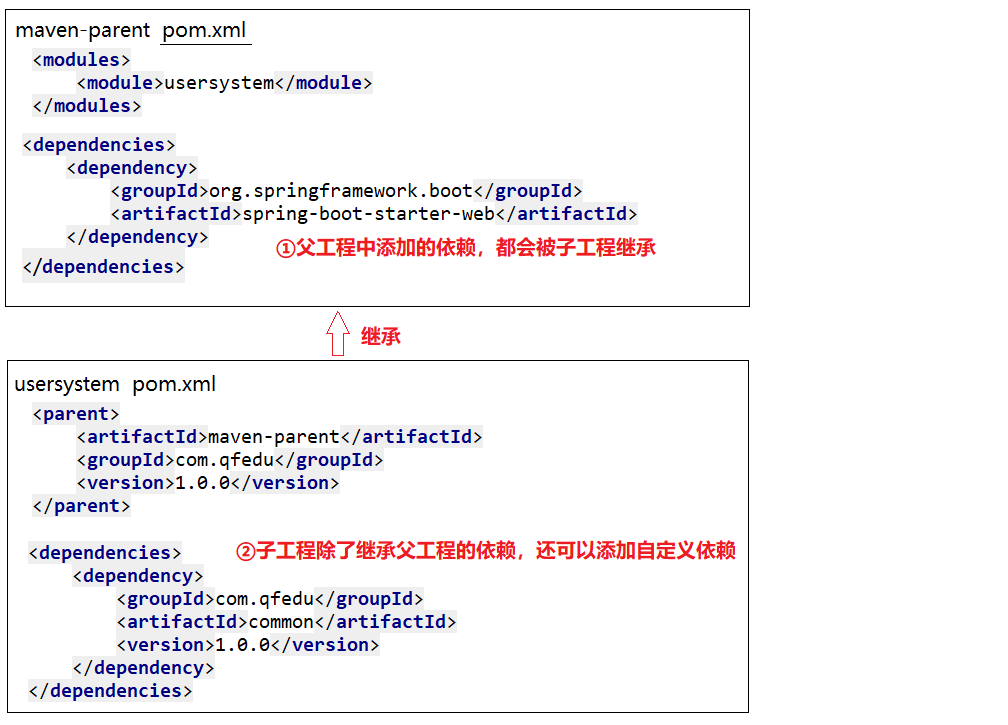 maven-parent pom.xml
<modules>
<module>usersystem</module>
</modules>
<dependencies>
<dependency>
<groupId>org.springframework.boot</groupId>
<artifactId>spring-boot-starter-web</artifactId>
</dependency>
①父工程中添加的依赖，都会被子工程继承
</dependencies>
继承
usersystem pom.xml
<parent>
<artifactId>maven-parent</artifactId>
<groupId>com.qfedu</groupId>
<version>1.0.0</version>
</parent>
<dependencies> ②子工程除了继承父工程的依赖，还可以添加自定义依赖
<dependency>
<groupId>com.qfedu</groupId>
<artifactId>common</artifactId>
<version>1.0.0</version>
</dependency>
</dependencies>